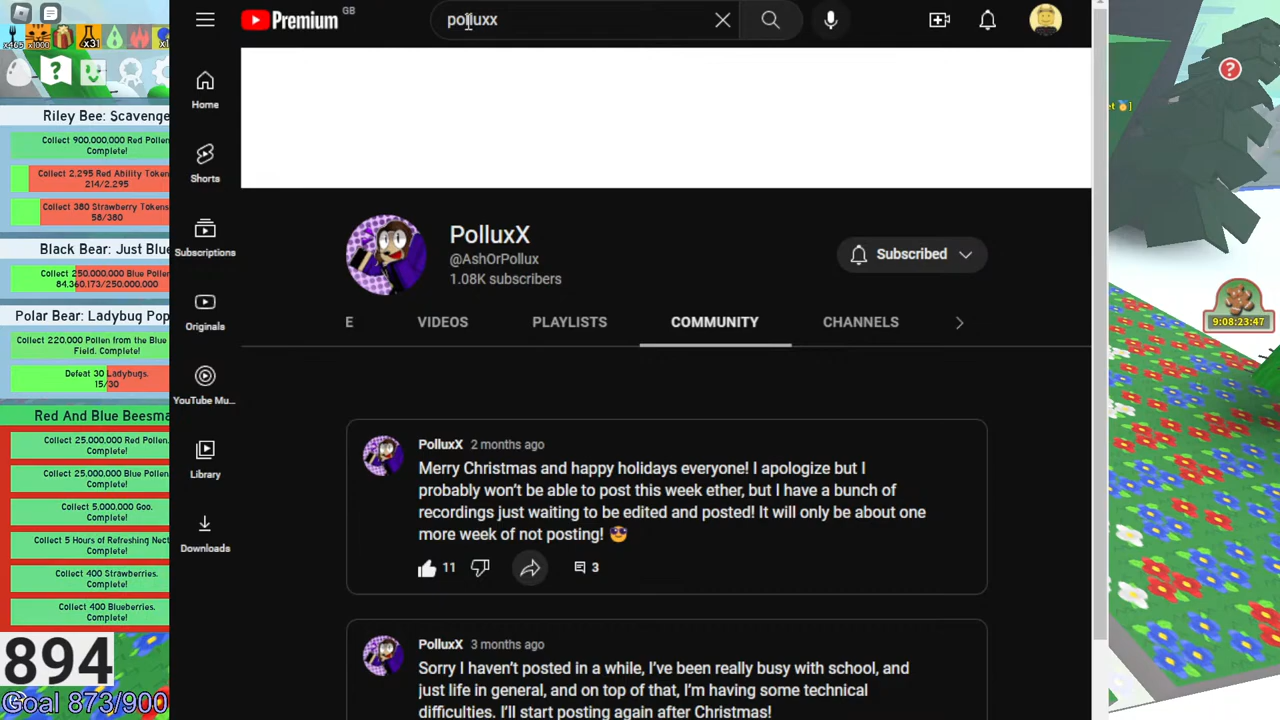 x465
x1000
x31
x1
Riley Bee: Scavenge
Collect 900,000,000 Red Pollen.
Complete!
Collect 2,295 Red Ability Token
214/2,295
Collect 380 Strawberry Tokens
58/380
Black Bear: Just Blue
Collect 250,000,000 Blue Poller
84,360,173/250,000,000
Polar Bear: Ladybug Pop
Collect 220,000 Pollen from the Blue
Field. Complete!
Defeat 30 Ladybugs.
15/30
Red And Blue Beesma
Collect 25,000,000 Red Pollen.
Complete!
Collect 25,000,000 Blue Pollen
Complete!
Collect 5,000,000 Goo.
Complete!
Collect 5 Hours of Refreshing Nect
Complete!
Collect 400 Strawberries.
Complete!
Collect 400 Blueberries.
Complete!
894
Goal 873/900
Premium GB
polluxx
Home
Shorts
Subscriptions
Originals
YouTube Mu...
Library
Downloads
PolluxX
@AshOrPollux
1.08K subscribers
Subscribed
E VIDEOS PLAYLISTS COMMUNITY CHANNELS
PolluxX 2 months ago
Merry Christmas and happy holidays everyone! I apologize but I
probably won't be able to post this week ether, but I have a bunch of
recordings just waiting to be edited and posted! It will only be about one
more week of not posting! 😎
11 3
PolluxX 3 months ago
Sorry I haven't posted in a while, I've been really busy with school, and
just life in general, and on top of that, I'm having some technical
difficulties. I'll start posting again after Christmas!
?
et 🏅]
9:08:23:47